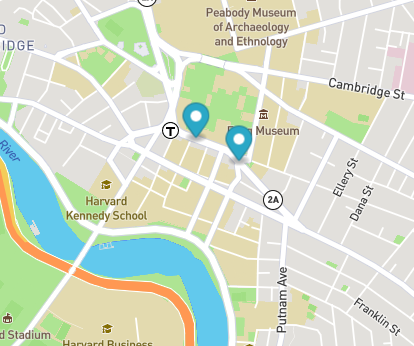 Peabody Museum
of Archaeology
and Ethnology
IDGE
Cambridge St
Museum
T
River
Ellery St
Dana St
Harvard
Kennedy School
2A
Putnam Ave
Franklin St
d Stadium
Harvard Business